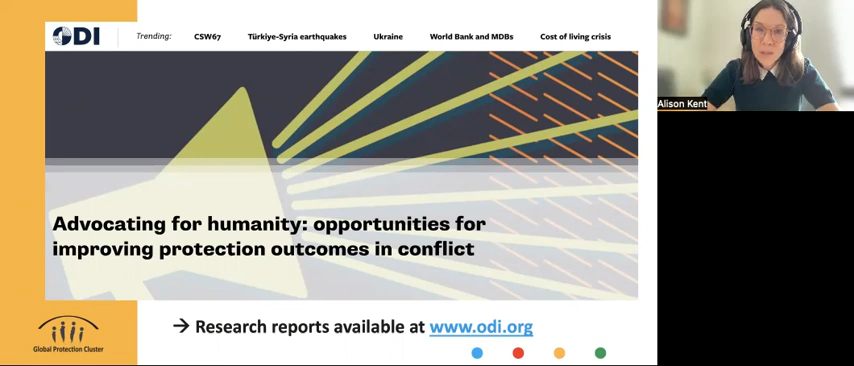 ODI
Trending: CSW67 Türkiye-Syria earthquakes Ukraine World Bank and MDBs Cost of living crisis
Alison Kent
Advocating for humanity: opportunities for
improving protection outcomes in conflict
→ Research reports available at www.odi.org
Global Protection Cluster